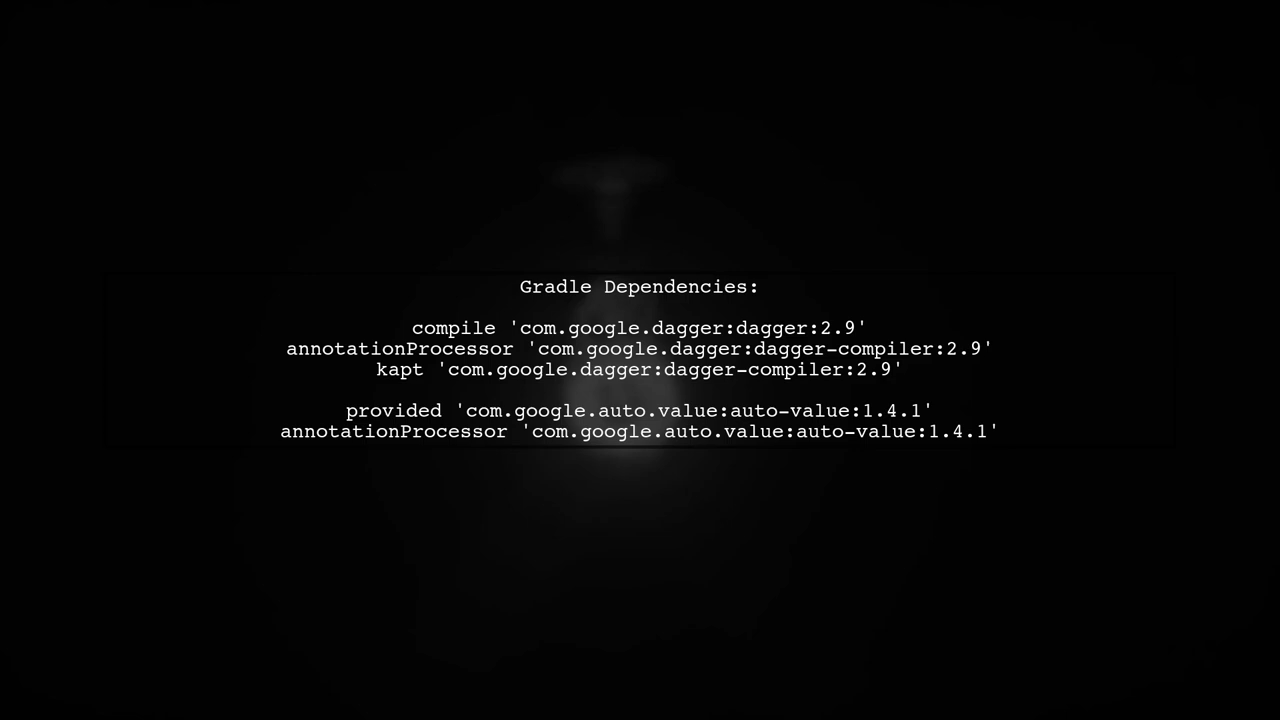 Gradle Dependencies:
compile 'com.google.dagger:dagger:2.9'
annotationProcessor 'com.google.dagger:dagger-compiler:2.9'
kapt 'com.google.dagger:dagger-compiler:2.9'
provided 'com.google.auto.value:auto-value:1.4.1'
annotationProcessor 'com.google.auto.value:auto-value:1.4.1'